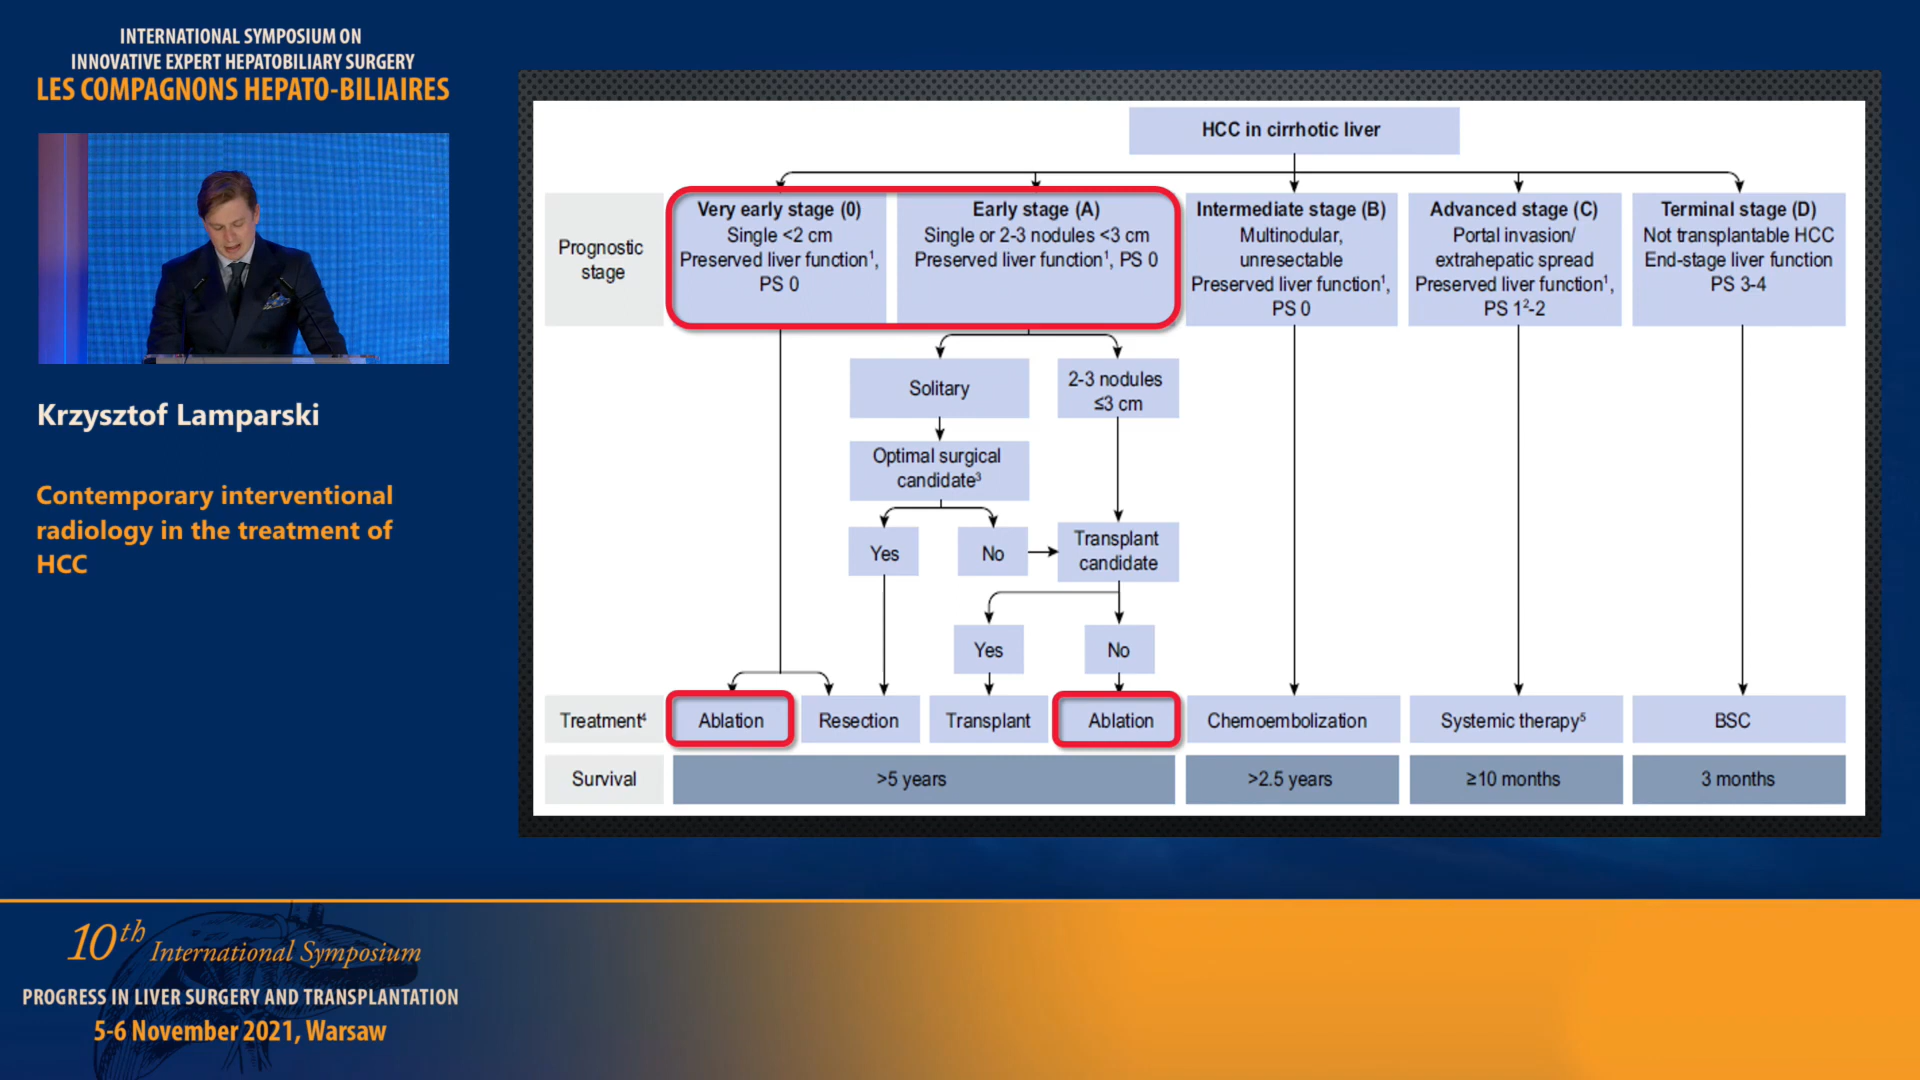 INTERNATIONAL SYMPOSIUM ON
INNOVATIVE EXPERT HEPATOBILIARY SURGERY
LES COMPAGNONS HEPATO-BILIAIRES
Krzysztof Lamparski
Contemporary interventional
radiology in the treatment of
HCC
HCC in cirrhotic liver
Prognostic
stage
Very early stage (0)
Single <2 cm
Preserved liver function¹,
PS 0
Early stage (A)
Single or 2-3 nodules <3 cm
Preserved liver function¹, PS 0
Intermediate stage (B)
Multinodular,
unresectable
Preserved liver function¹,
PS 0
Advanced stage (C)
Portal invasion/
extrahepatic spread
Preserved liver function¹,
PS 1²-2
Terminal stage (D)
Not transplantable HCC
End-stage liver function
PS 3-4
Solitary
2-3 nodules
≤3 cm
Optimal surgical
candidate³
Yes
No
Transplant
candidate
Yes
No
Treatment⁴
Ablation
Resection
Transplant
Ablation
Chemoembolization
Systemic therapy⁵
BSC
Survival
>5 years
>2.5 years
≥10 months
3 months
10th International Symposium
PROGRESS IN LIVER SURGERY AND TRANSPLANTATION
5-6 November 2021, Warsaw